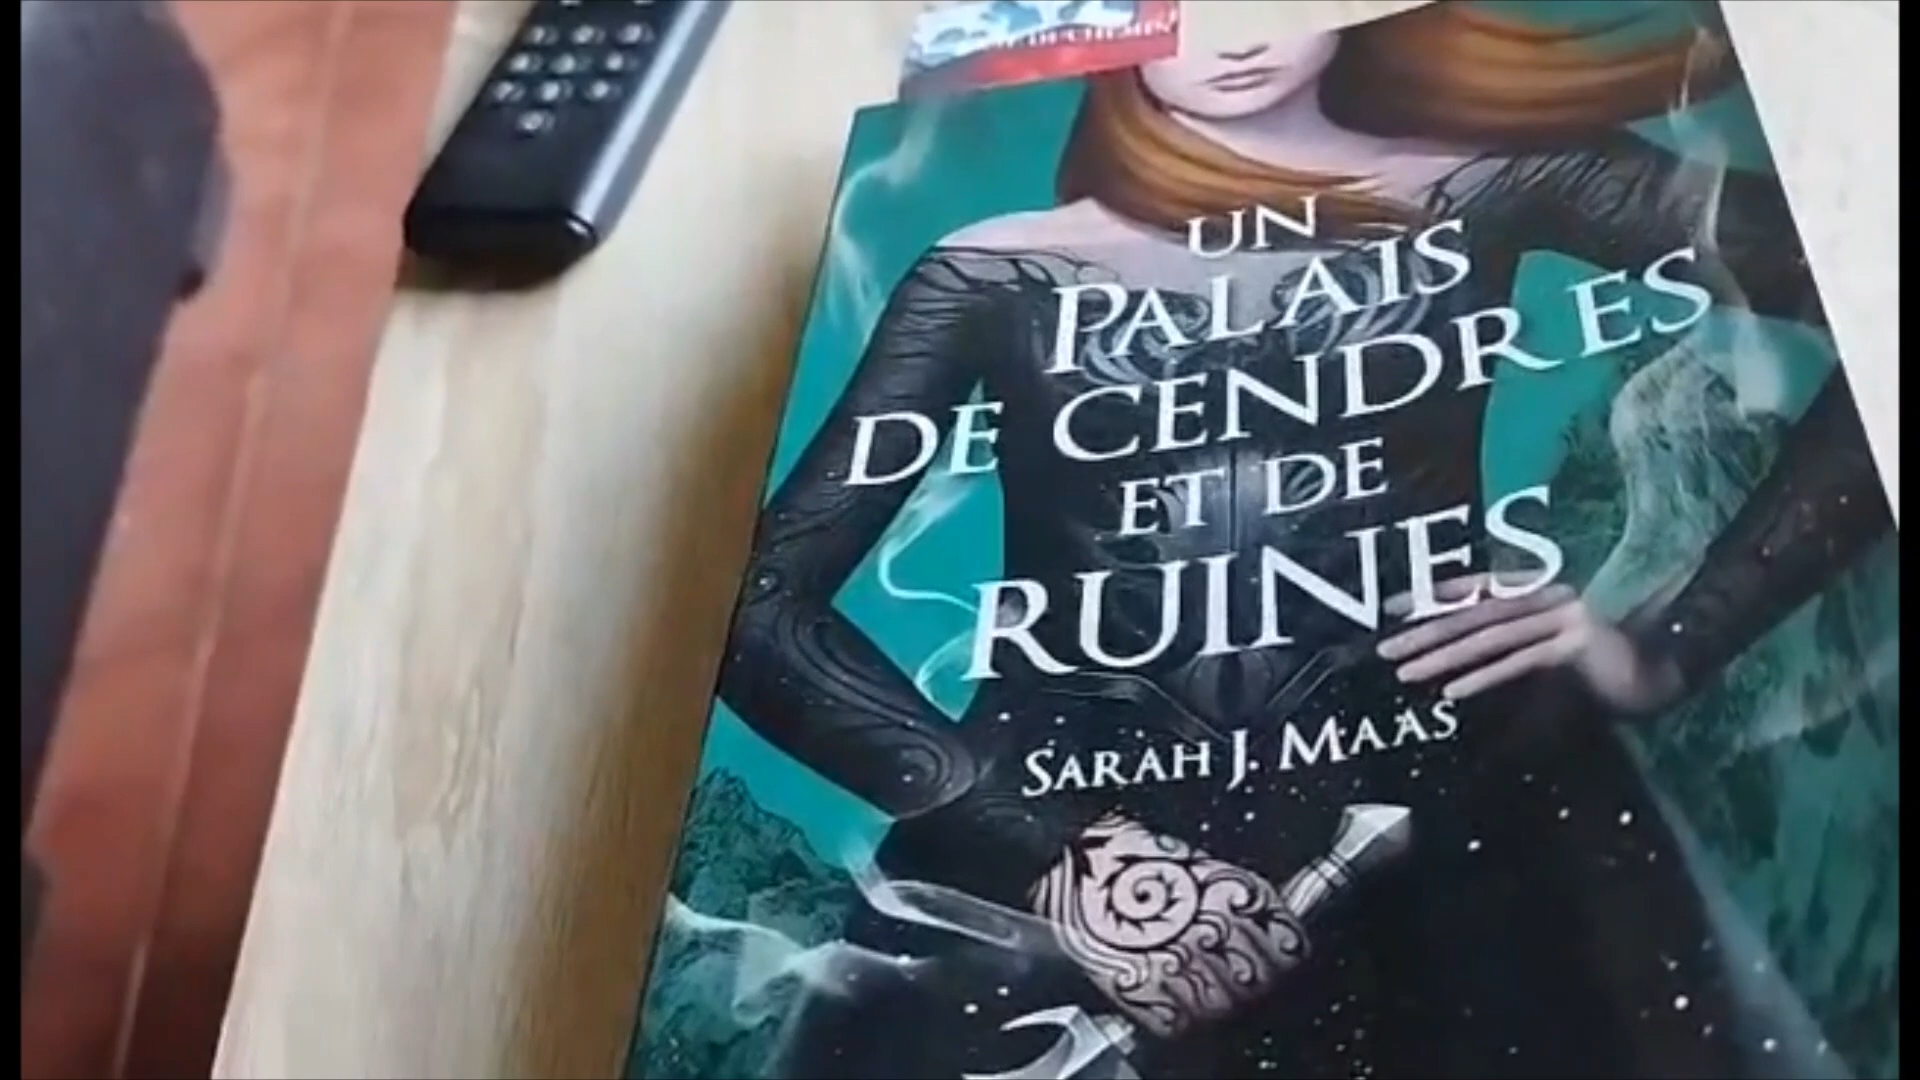 UN
PALAIS
DE CENDRES
ET DE
RUINES
SARAH J. MAAS